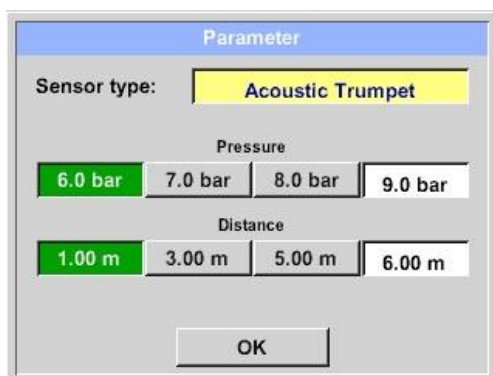 Parameter
Sensor type: Acoustic Trumpet
Pressure
6.0 bar 7.0 bar 8.0 bar 9.0 bar
Distance
1.00 m 3.00 m 5.00 m 6.00 m
OK